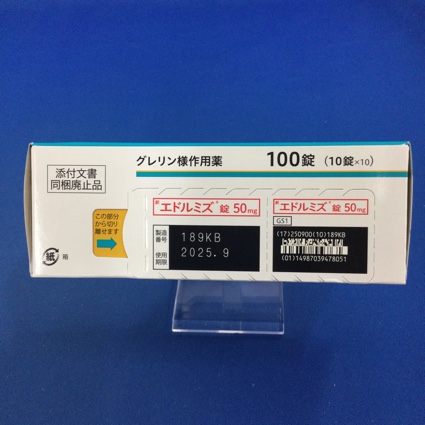 グレリン様作用薬
100錠 (10錠×10)
添付文書
同梱廃止品
この部分
から切り
離せます
エドルミズ®錠 50mg
製造
番号
189KB
使用
期限
2025.9
エドルミズ®錠 50mg
GS1
(17)250900(10)189KB
(01)14987039478051
紙
箱